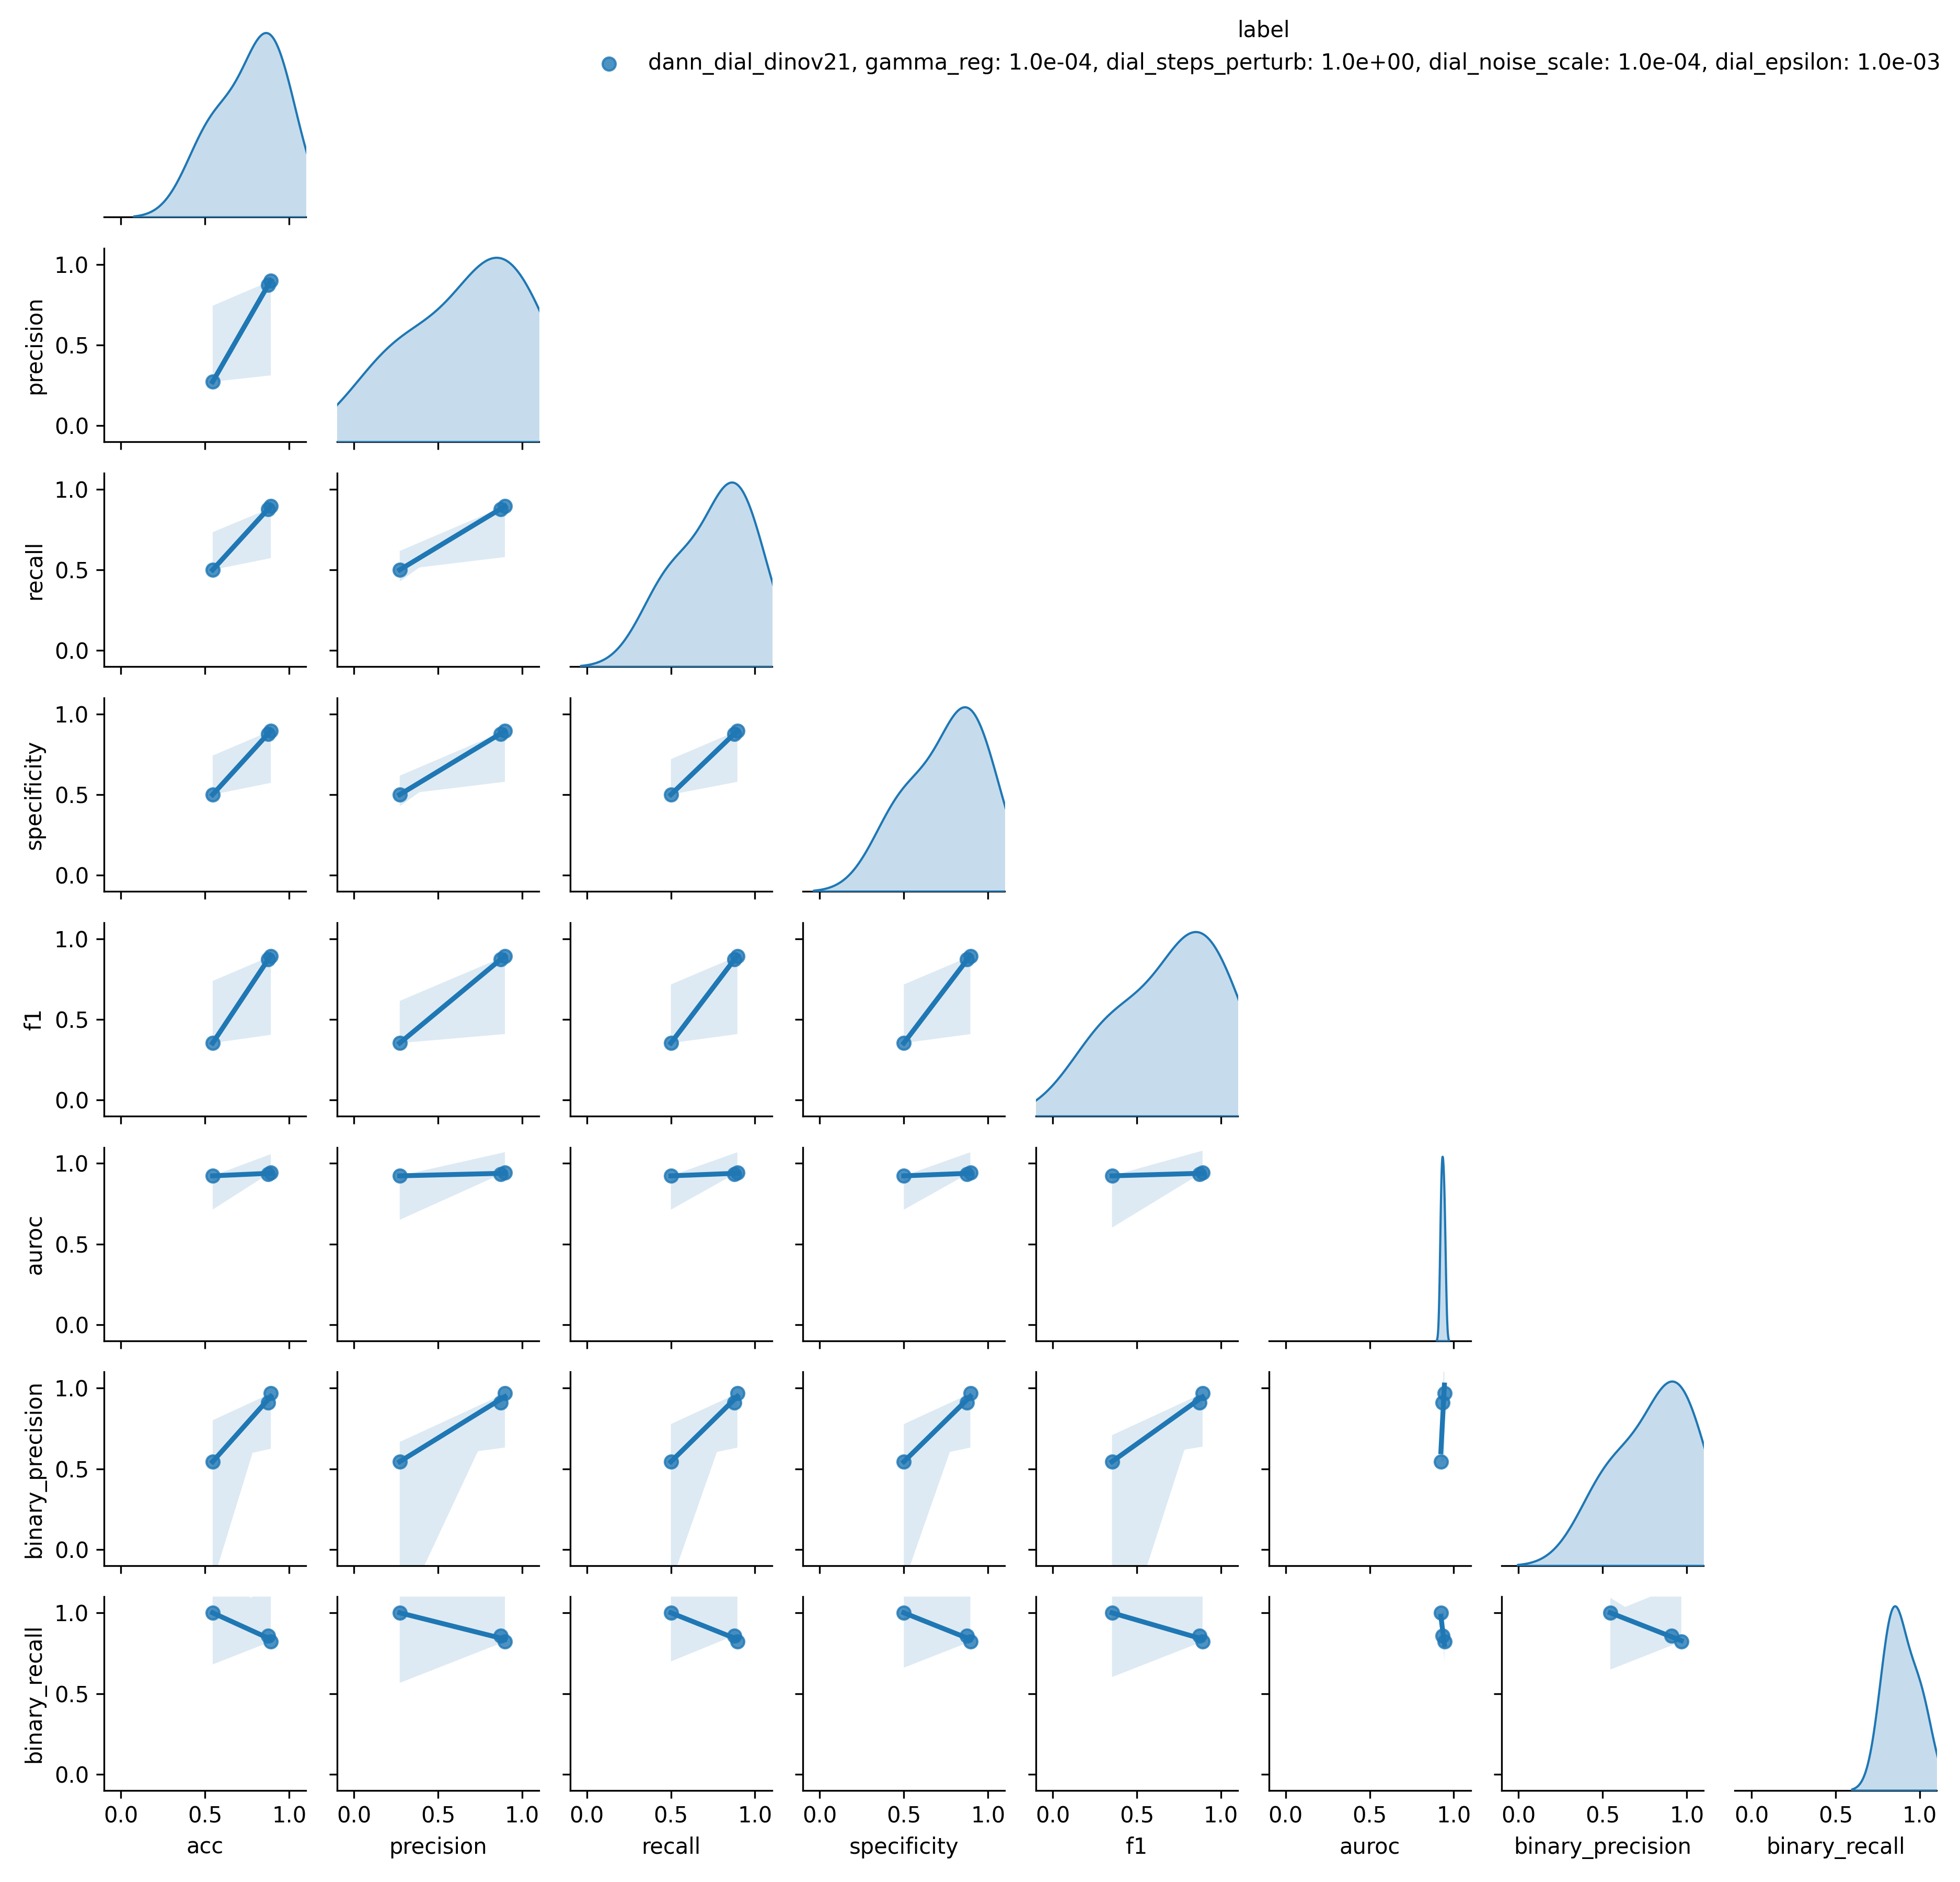 label
dann_dial_dinov21, gamma_reg: 1.0e-04, dial_steps_perturb: 1.0e+00, dial_noise_scale: 1.0e-04, dial_epsilon: 1.0e-03
precision
1.0
0.5
0.0
recall
1.0
0.5
0.0
specificity
1.0
0.5
0.0
f1
1.0
0.5
0.0
auroc
1.0
0.5
0.0
binary_precision
1.0
0.5
0.0
binary_recall
1.0
0.5
0.0
0.0 0.5 1.0 0.0 0.5 1.0 0.0 0.5 1.0 0.0 0.5 1.0 0.0 0.5 1.0 0.0 0.5 1.0 0.0 0.5 1.0 0.0 0.5 1.0
acc precision recall specificity f1 auroc binary_precision binary_recall